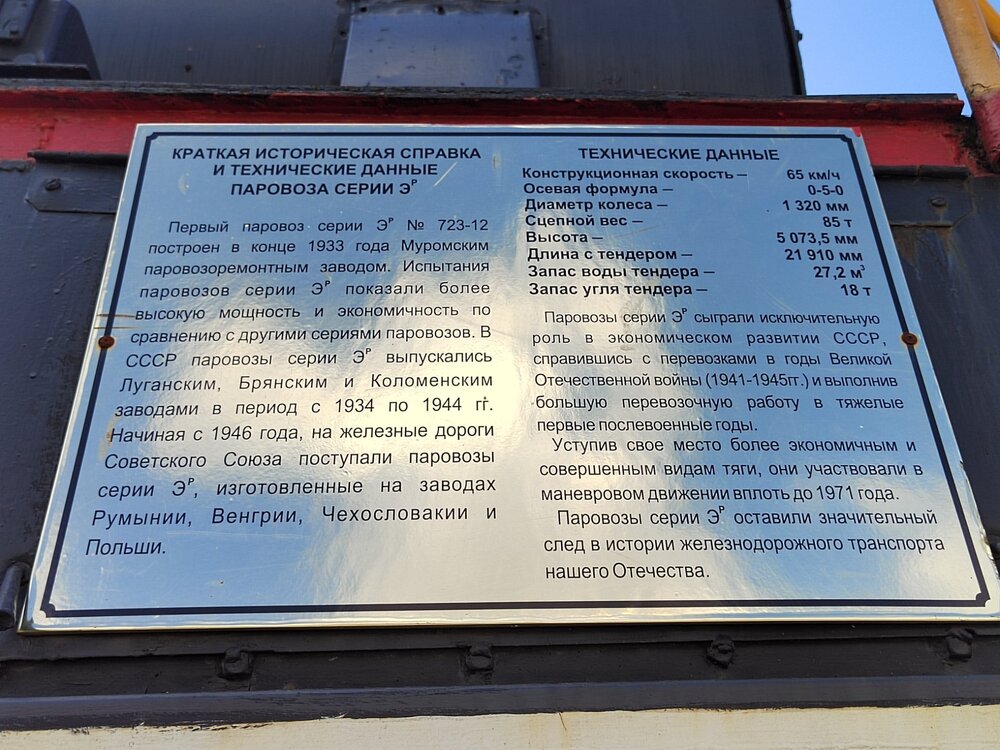 КРАТКАЯ ИСТОРИЧЕСКАЯ СПРАВКА
И ТЕХНИЧЕСКИЕ ДАННЫЕ
ПАРОВОЗА СЕРИИ Эᴾ
Первый паровоз серии Эᴾ № 723-12
построен в конце 1933 года Муромским
паровозоремонтным заводом. Испытания
паровозов серии Эᴾ показали более
высокую мощность и экономичность по
сравнению с другими сериями паровозов. В
СССР паровозы серии Эᴾ выпускались
Луганским, Брянским и Коломенским
заводами в период с 1934 по 1944 гг.
Начиная с 1946 года, на железные дороги
Советского Союза поступали паровозы
серии Эᴾ, изготовленные на заводах
Румынии, Венгрии, Чехословакии и
Польши.
ТЕХНИЧЕСКИЕ ДАННЫЕ
Конструкционная скорость – 65 км/ч
Осевая формула – 0-5-0
Диаметр колеса – 1 320 мм
Сцепной вес – 85 т
Высота – 5 073,5 мм
Длина с тендером – 21 910 мм
Запас воды тендера – 27,2 м³
Запас угля тендера – 18 т
Паровозы серии Эᴾ сыграли исключительную
роль в экономическом развитии СССР,
справившись с перевозками в годы Великой
Отечественной войны (1941-1945гг.) и выполнив
большую перевозочную работу в тяжелые
первые послевоенные годы.
Уступив свое место более экономичным и
совершенным видам тяги, они участвовали в
маневровом движении вплоть до 1971 года.
Паровозы серии Эᴾ оставили значительный
след в истории железнодорожного транспорта
нашего Отечества.